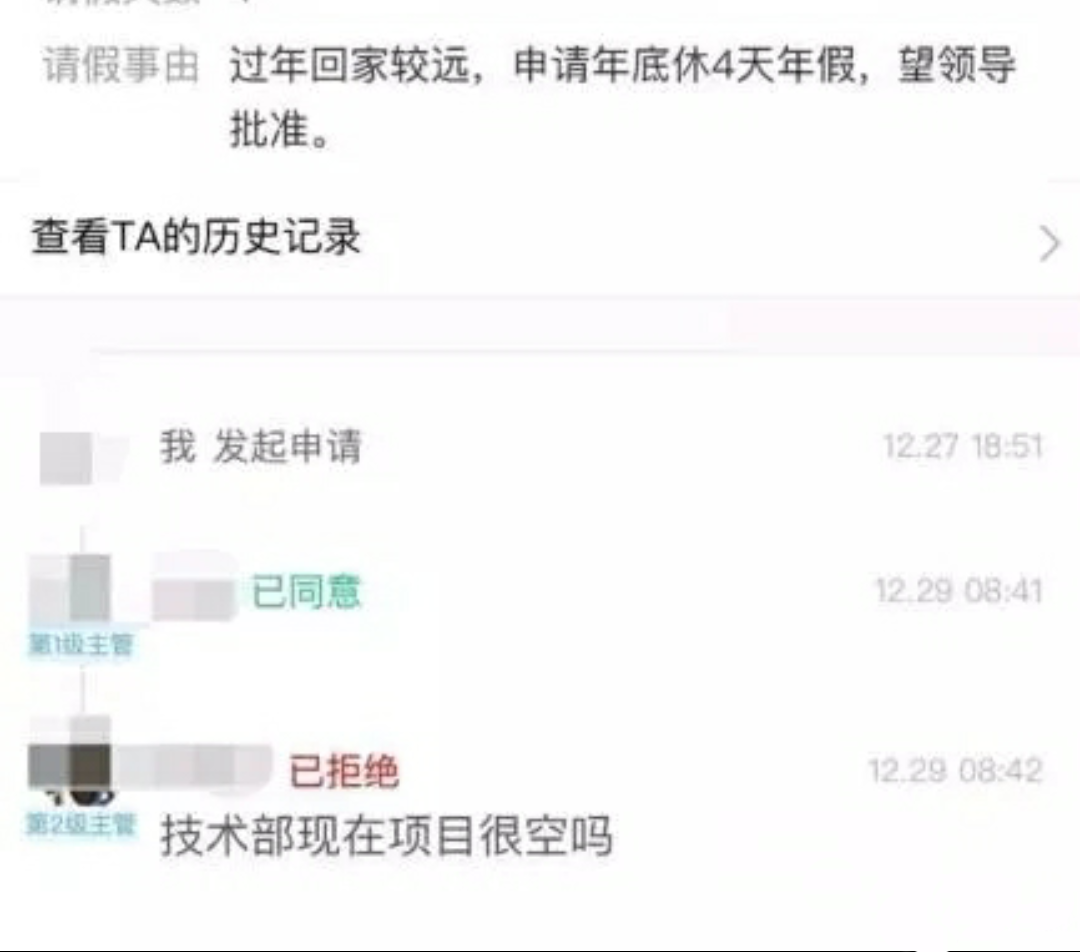 请假事由 过年回家较远，申请年底休4天年假，望领导
批准。
查看TA的历史记录
我 发起申请 12.27 18:51
已同意 12.29 08:41
第1级主管
已拒绝 12.29 08:42
第2级主管
技术部现在项目很空吗